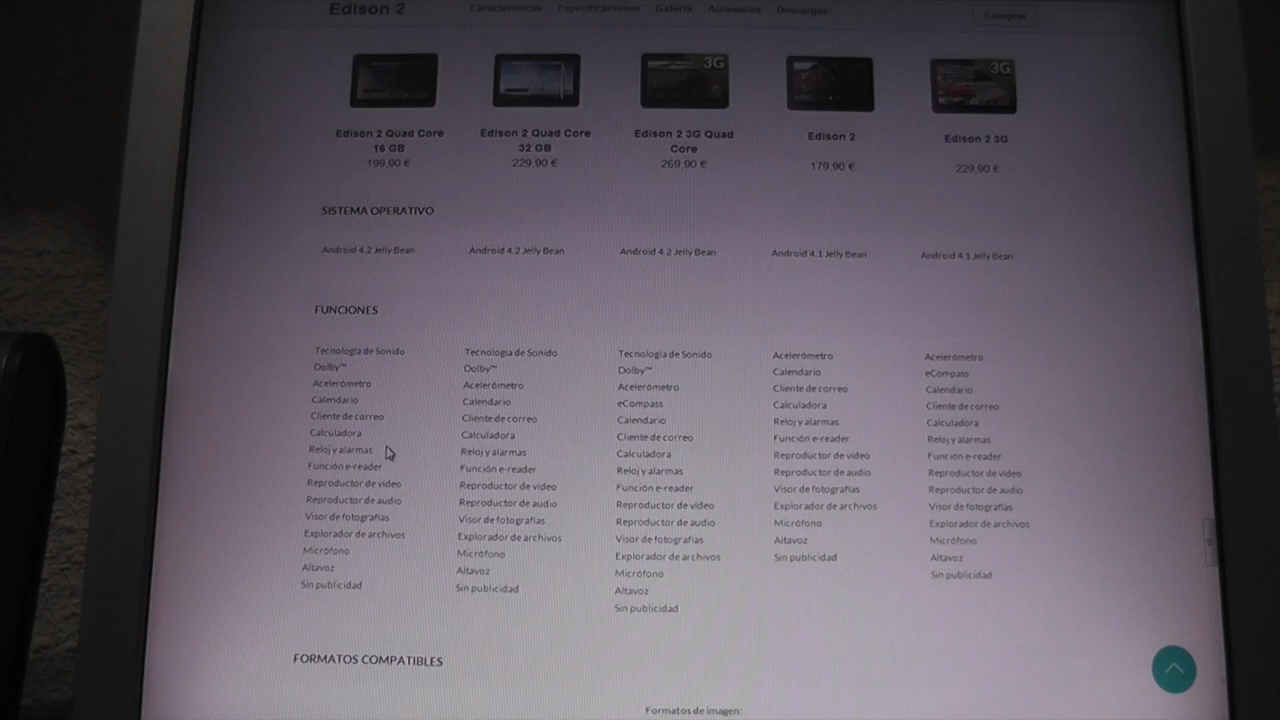 Edison 2
Características Especificaciones Galería Accesorios Descargas
Comprar
3G
3G
Edison 2 Quad Core
16 GB
199,90 €
Edison 2 Quad Core
32 GB
229,90 €
Edison 2 3G Quad
Core
269,90 €
Edison 2
179,90 €
Edison 2 3G
229,90 €
SISTEMA OPERATIVO
Android 4.2 Jelly Bean
Android 4.2 Jelly Bean
Android 4.2 Jelly Bean
Android 4.1 Jelly Bean
Android 4.1 Jelly Bean
FUNCIONES
Tecnología de Sonido
Dolby™
Acelerómetro
Calendario
Cliente de correo
Calculadora
Reloj y alarmas
Función e-reader
Reproductor de vídeo
Reproductor de audio
Visor de fotografías
Explorador de archivos
Micrófono
Altavoz
Sin publicidad
Tecnología de Sonido
Dolby™
Acelerómetro
Calendario
Cliente de correo
Calculadora
Reloj y alarmas
Función e-reader
Reproductor de vídeo
Reproductor de audio
Visor de fotografías
Explorador de archivos
Micrófono
Altavoz
Sin publicidad
Tecnología de Sonido
Dolby™
Acelerómetro
eCompass
Calendario
Cliente de correo
Calculadora
Reloj y alarmas
Función e-reader
Reproductor de vídeo
Reproductor de audio
Visor de fotografías
Explorador de archivos
Micrófono
Altavoz
Sin publicidad
Acelerómetro
Calendario
Cliente de correo
Calculadora
Reloj y alarmas
Función e-reader
Reproductor de vídeo
Reproductor de audio
Visor de fotografías
Explorador de archivos
Micrófono
Altavoz
Sin publicidad
Acelerómetro
eCompass
Calendario
Cliente de correo
Calculadora
Reloj y alarmas
Función e-reader
Reproductor de vídeo
Reproductor de audio
Visor de fotografías
Explorador de archivos
Micrófono
Altavoz
Sin publicidad
FORMATOS COMPATIBLES
Formatos de imagen: